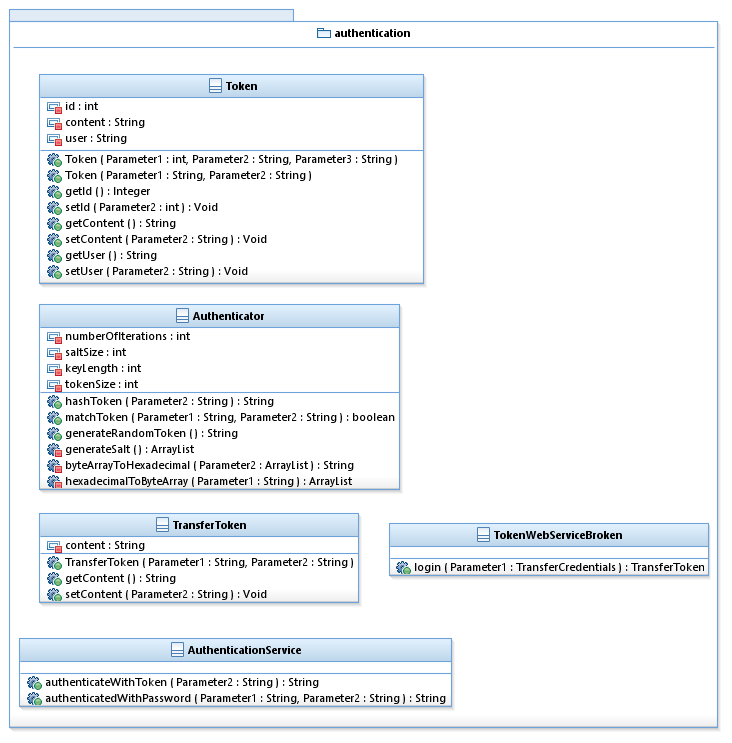 authentication
Token
id : int
content : String
user : String
Token ( Parameter1 : int, Parameter2 : String, Parameter3 : String )
Token ( Parameter1 : String, Parameter2 : String )
getId ( ) : Integer
setId ( Parameter2 : int ) : Void
getContent ( ) : String
setContent ( Parameter2 : String ) : Void
getUser ( ) : String
setUser ( Parameter2 : String ) : Void
Authenticator
numberOfIterations : int
saltSize : int
keyLength : int
tokenSize : int
hashToken ( Parameter2 : String ) : String
matchToken ( Parameter1 : String, Parameter2 : String ) : boolean
generateRandomToken ( ) : String
generateSalt ( ) : ArrayList
byteArrayToHexadecimal ( Parameter2 : ArrayList ) : String
hexadecimalToByteArray ( Parameter1 : String ) : ArrayList
TransferToken
content : String
TransferToken ( Parameter1 : String, Parameter2 : String )
getContent ( ) : String
setContent ( Parameter2 : String ) : Void
TokenWebServiceBroken
login ( Parameter1 : TransferCredentials ) : TransferToken
AuthenticationService
authenticateWithToken ( Parameter2 : String ) : String
authenticatedWithPassword ( Parameter1 : String, Parameter2 : String ) : String